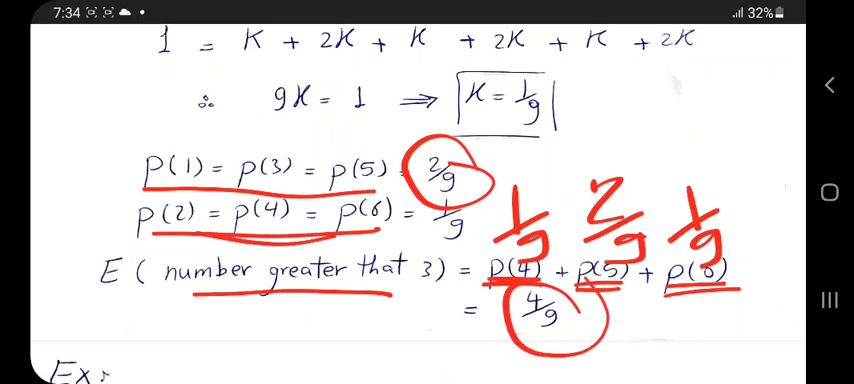 7:34 32%
1 = K + 2K + K + 2K + K + 2K
∴ 9K = 1 ⟹ K = 1/9
P(1) = P(3) = P(5) = 2/9
P(2) = P(4) = P(6) = 1/9
1/9 2/9 1/9
E ( number greater that 3) = P(4) + P(5) + P(6)
= 4/9
Ex: